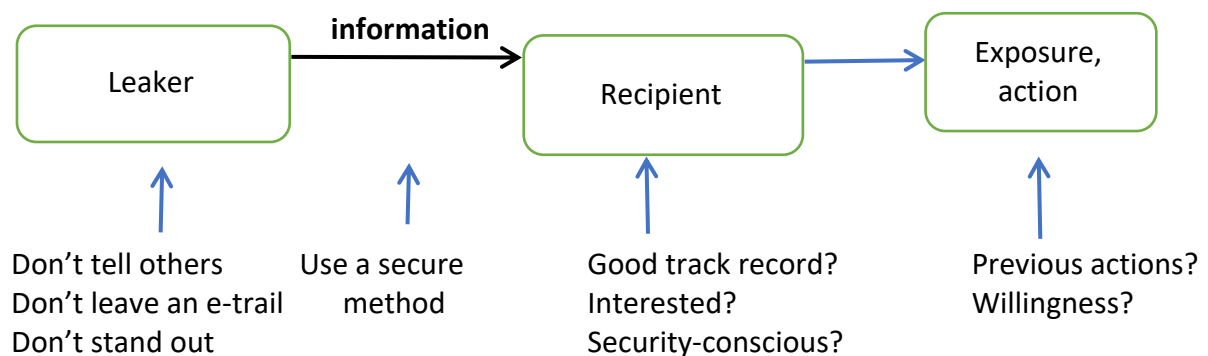 information
Leaker
Recipient
Exposure,
action
Don’t tell others
Don’t leave an e-trail
Don’t stand out
Use a secure
method
Good track record?
Interested?
Security-conscious?
Previous actions?
Willingness?